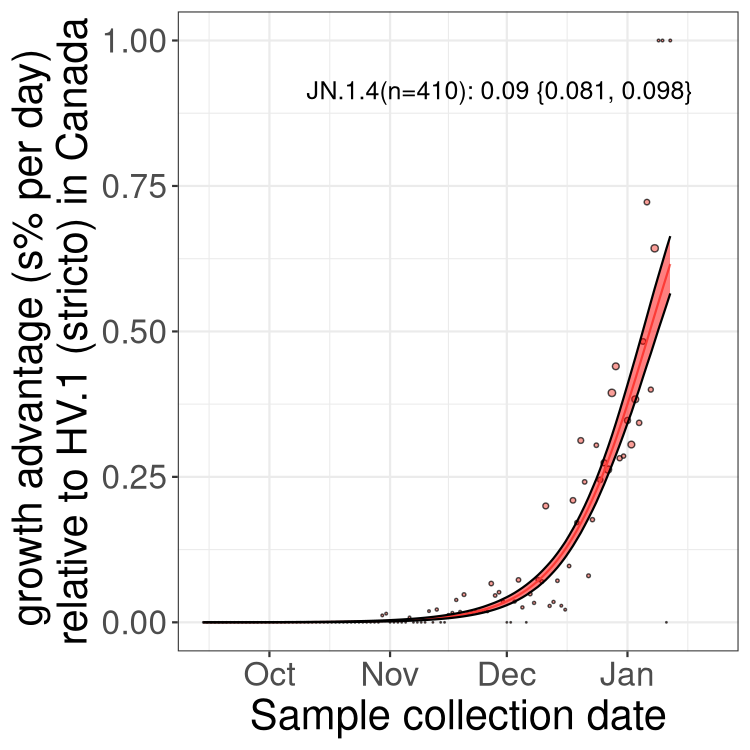 growth advantage (s% per day)
relative to HV.1 (stricto) in Canada
1.00
0.75
0.50
0.25
0.00
JN.1.4(n=410): 0.09 {0.081, 0.098}
Oct Nov Dec Jan
Sample collection date